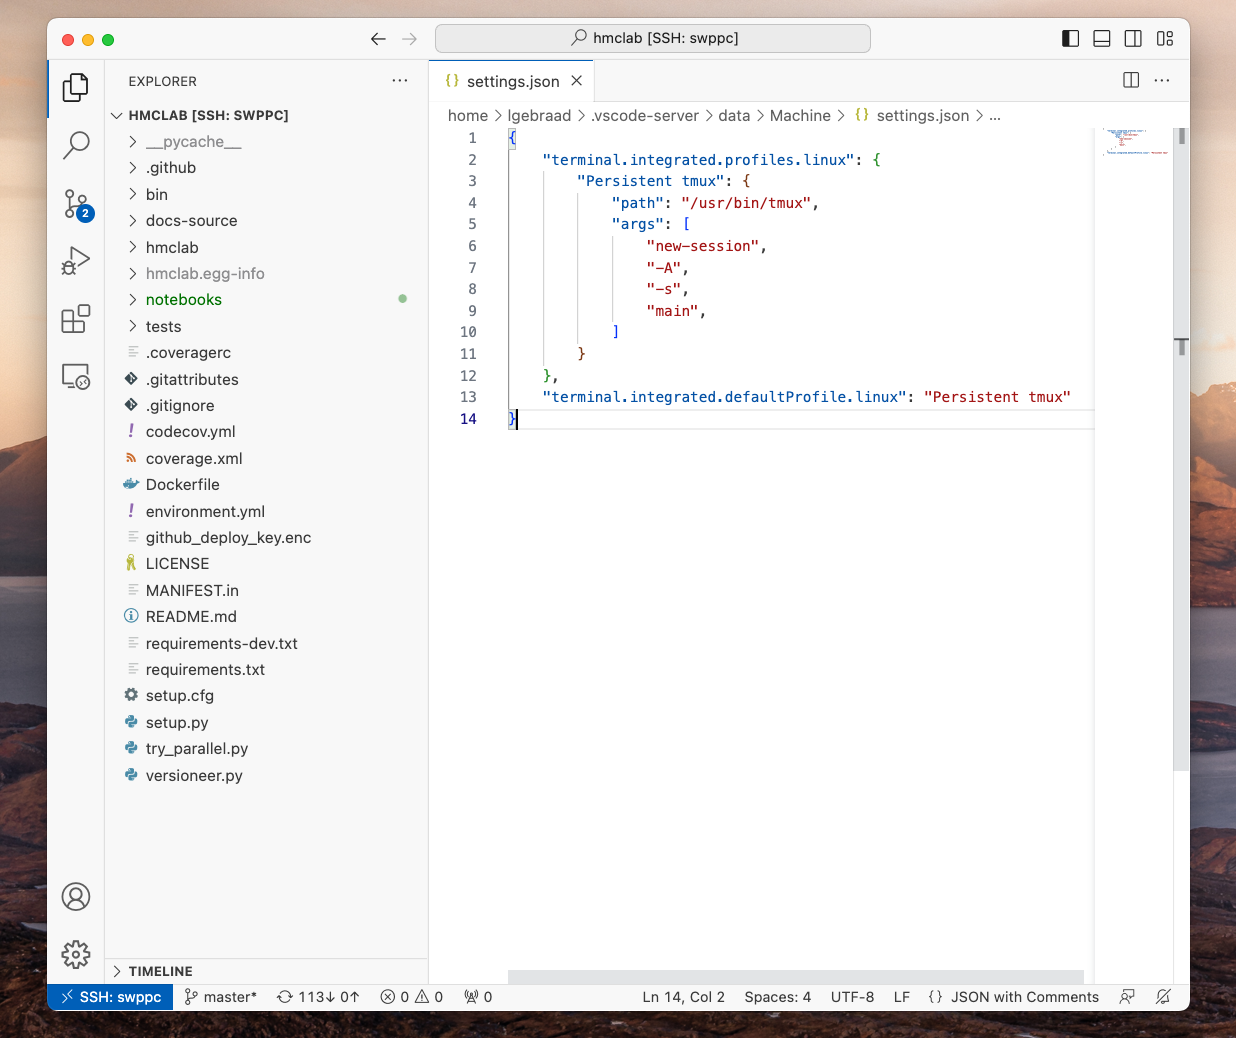 hmclab [SSH: swppc]
EXPLORER
HMCLAB [SSH: SWPPC]
__pycache__
.github
bin
docs-source
hmclab
hmclab.egg-info
notebooks
tests
.coveragerc
.gitattributes
.gitignore
codecov.yml
coverage.xml
Dockerfile
environment.yml
github_deploy_key.enc
LICENSE
MANIFEST.in
README.md
requirements-dev.txt
requirements.txt
setup.cfg
setup.py
try_parallel.py
versioneer.py
TIMELINE
2
{} settings.json
home > lgebraad > .vscode-server > data > Machine > {} settings.json > ...
1 {
2 "terminal.integrated.profiles.linux": {
3 "Persistent tmux": {
4 "path": "/usr/bin/tmux",
5 "args": [
6 "new-session",
7 "-A",
8 "-s",
9 "main",
10 ]
11 }
12 },
13 "terminal.integrated.defaultProfile.linux": "Persistent tmux"
14 }
SSH: swppc master* 113↓ 0↑ 0 0 0 Ln 14, Col 2 Spaces: 4 UTF-8 LF {} JSON with Comments